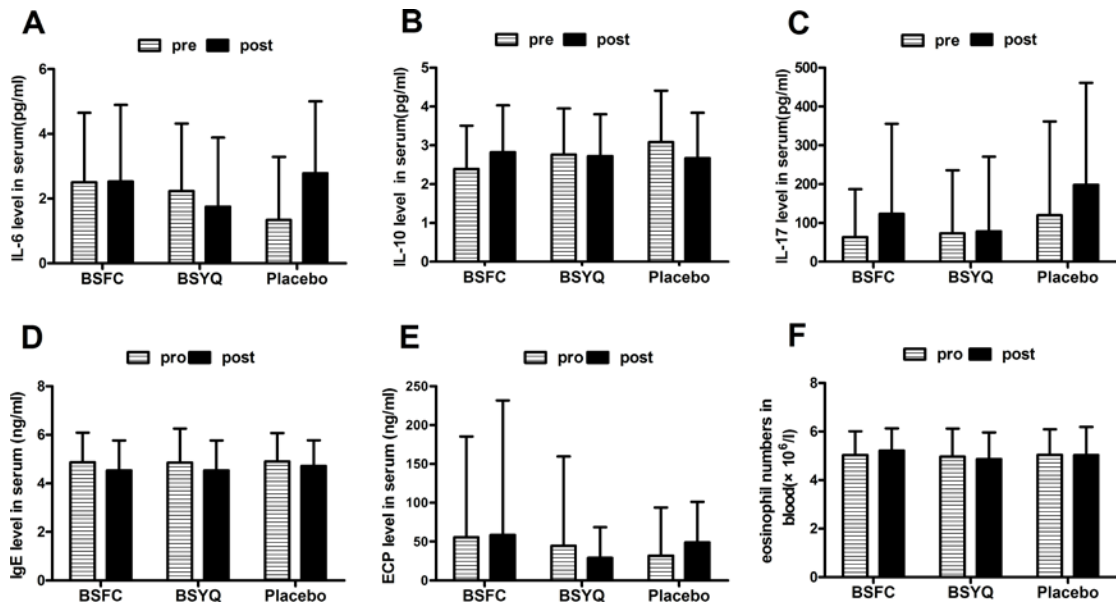 A
pre post
IL-6 level in serum(pg/ml)
6
4
2
0
BSFC BSYQ Placebo
B
pre post
IL-10 level in serum(pg/ml)
5
4
3
2
1
0
BSFC BSYQ Placebo
C
pre post
IL-17 level in serum(pg/ml)
500
400
300
200
100
0
BSFC BSYQ Placebo
D
pro post
IgE level in serum (ng/ml)
8
6
4
2
0
BSFC BSYQ Placebo
E
pro post
ECP level in serum (ng/ml)
250
200
150
100
50
0
BSFC BSYQ Placebo
F
pro post
eosinophil numbers in
blood(× 10⁶/l)
8
6
4
2
0
BSFC BSYQ Placebo